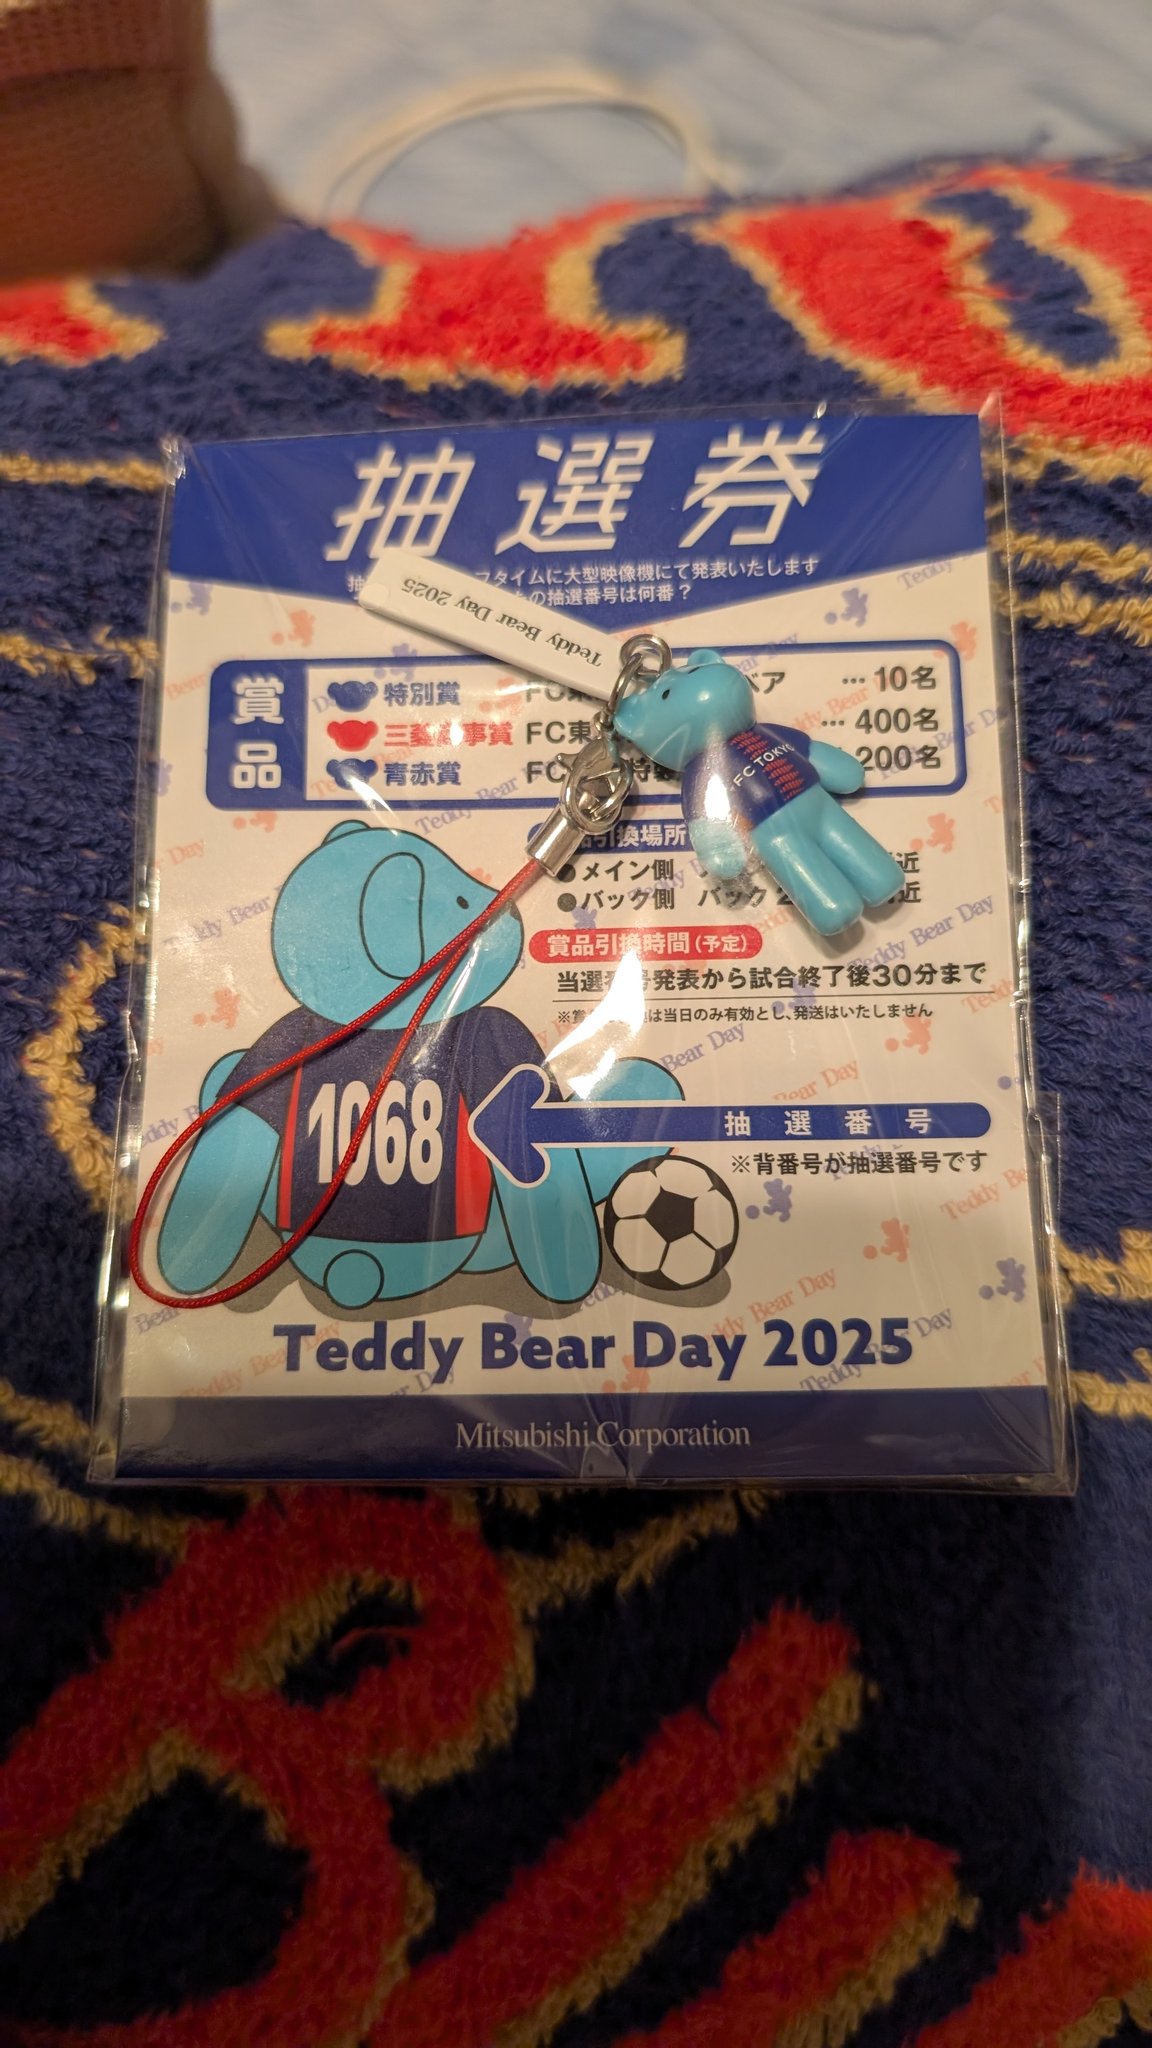 抽選券
タイムに大型映像機にて発表いたします
の抽選番号は何番？
Teddy Bear Day 2025
賞品
特別賞 FC ベア … 10名
三菱 事賞 FC東 … 400名
青赤賞 FC 特 200名
FC TOKYO
引換場所
●メイン側 近
●バック側 バック 2 近
賞品引換時間（予定）
当選番号発表から試合終了後30分まで
※賞 は当日のみ有効とし、発送はいたしません
1068
抽選番号
※背番号が抽選番号です
Teddy Bear Day 2025
Mitsubishi Corporation